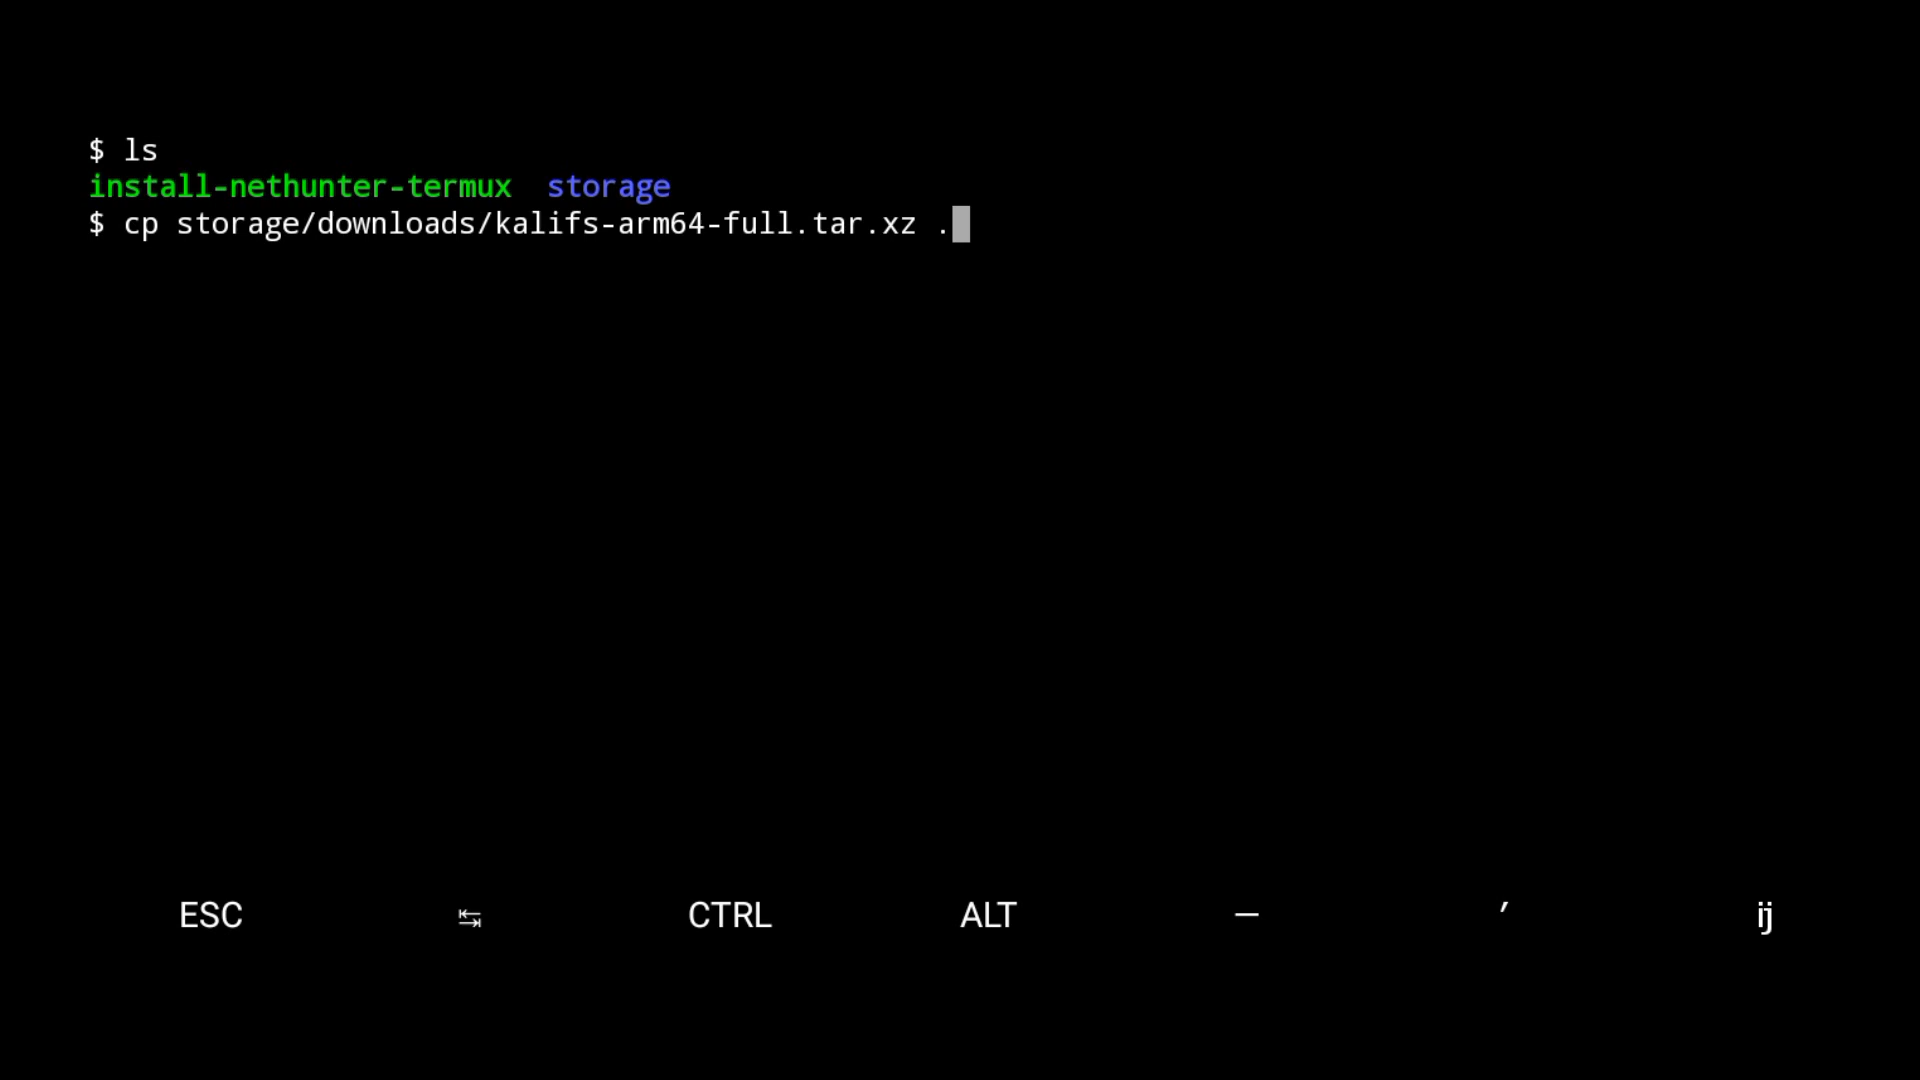 $ ls
install-nethunter-termux  storage
$ cp storage/downloads/kalifs-arm64-full.tar.xz .
ESC ↹ CTRL ALT — ′ ĳ